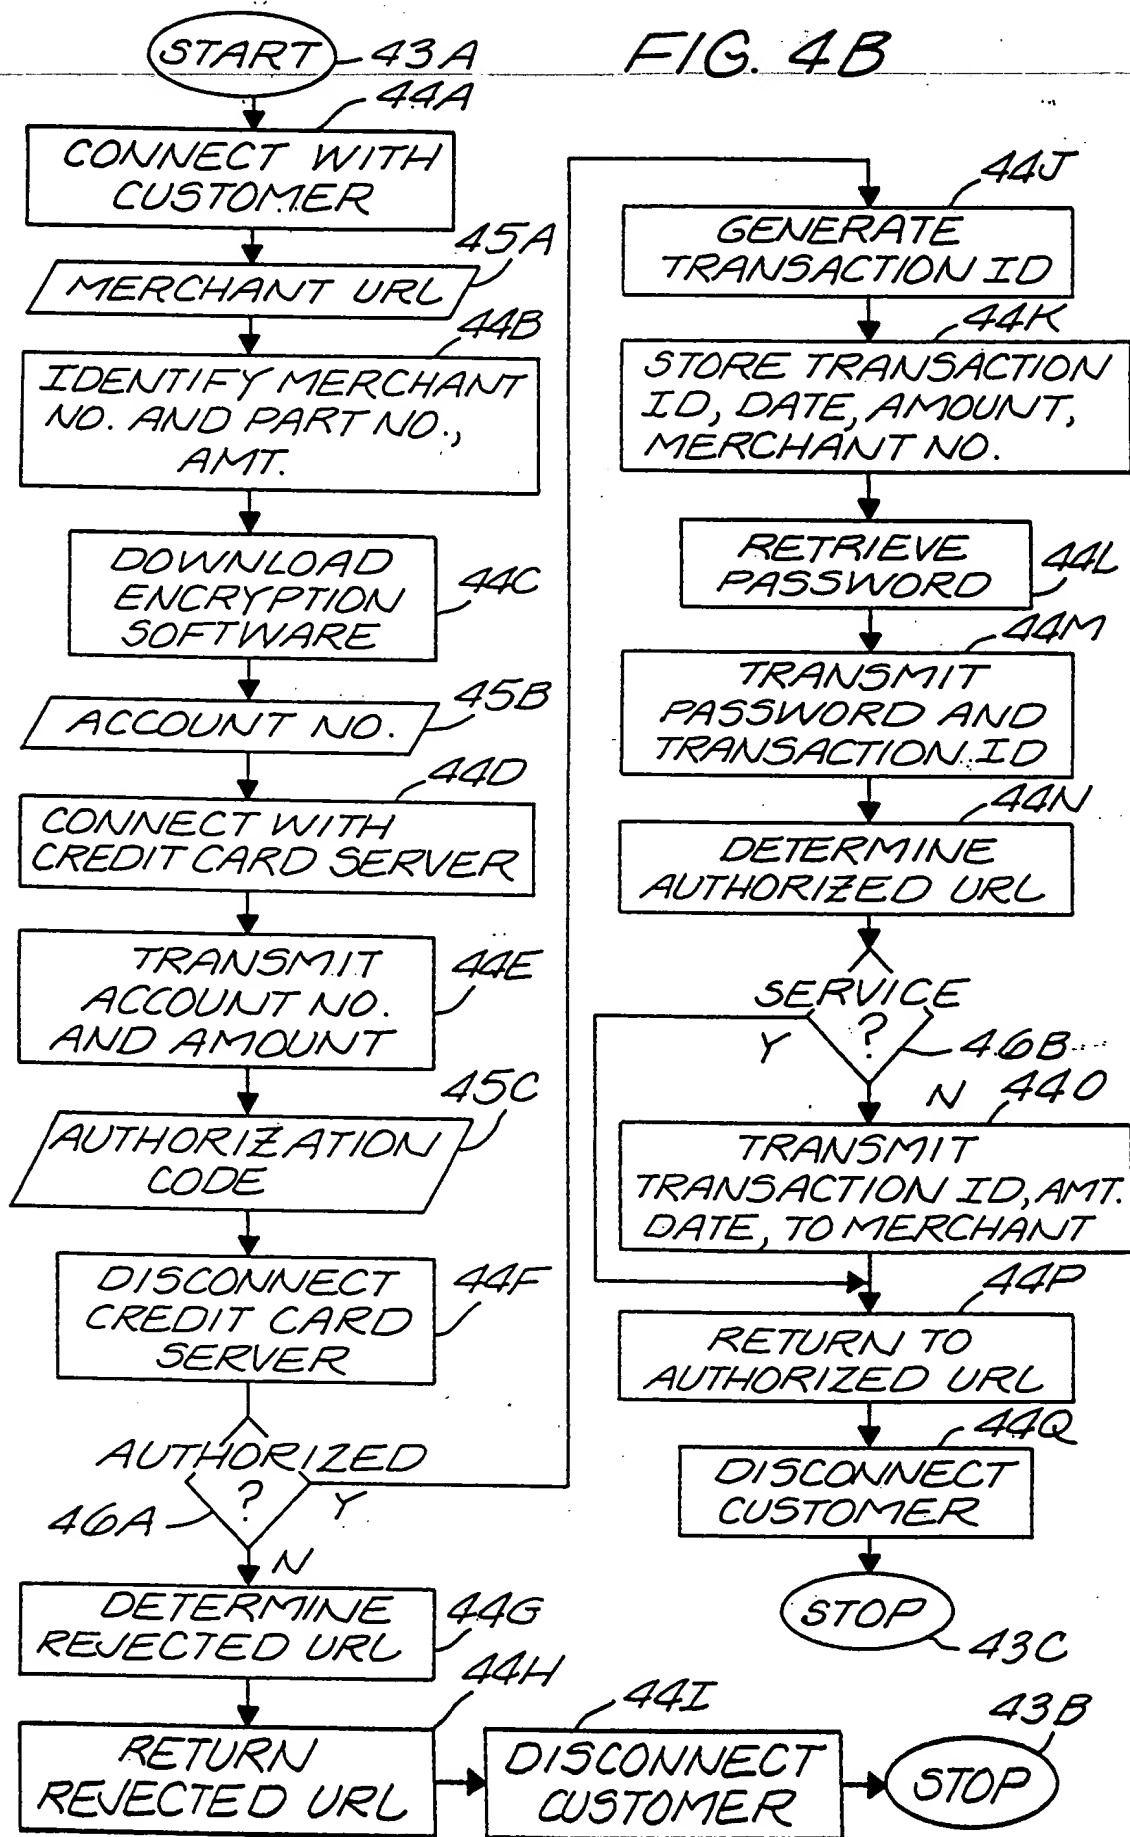 FIG. 4B
START
43A
44A
CONNECT WITH
CUSTOMER
45A
MERCHANT URL
44B
IDENTIFY MERCHANT
NO. AND PART NO.,
AMT.
DOWNLOAD
ENCRYPTION
SOFTWARE
44C
45B
ACCOUNT NO.
44D
CONNECT WITH
CREDIT CARD SERVER
TRANSMIT
ACCOUNT NO.
AND AMOUNT
44E
45C
AUTHORIZATION
CODE
DISCONNECT
CREDIT CARD
SERVER
44F
AUTHORIZED
?
Y
46A
N
DETERMINE
REJECTED URL
44G
44H
RETURN
REJECTED URL
44I
DISCONNECT
CUSTOMER
43B
STOP
44J
GENERATE
TRANSACTION ID
44K
STORE TRANSACTION
ID, DATE, AMOUNT,
MERCHANT NO.
RETRIEVE
PASSWORD
44L
44M
TRANSMIT
PASSWORD AND
TRANSACTION ID
44N
DETERMINE
AUTHORIZED URL
SERVICE
?
Y
46B
N
44O
TRANSMIT
TRANSACTION ID, AMT.
DATE, TO MERCHANT
44P
RETURN TO
AUTHORIZED URL
44Q
DISCONNECT
CUSTOMER
STOP
43C